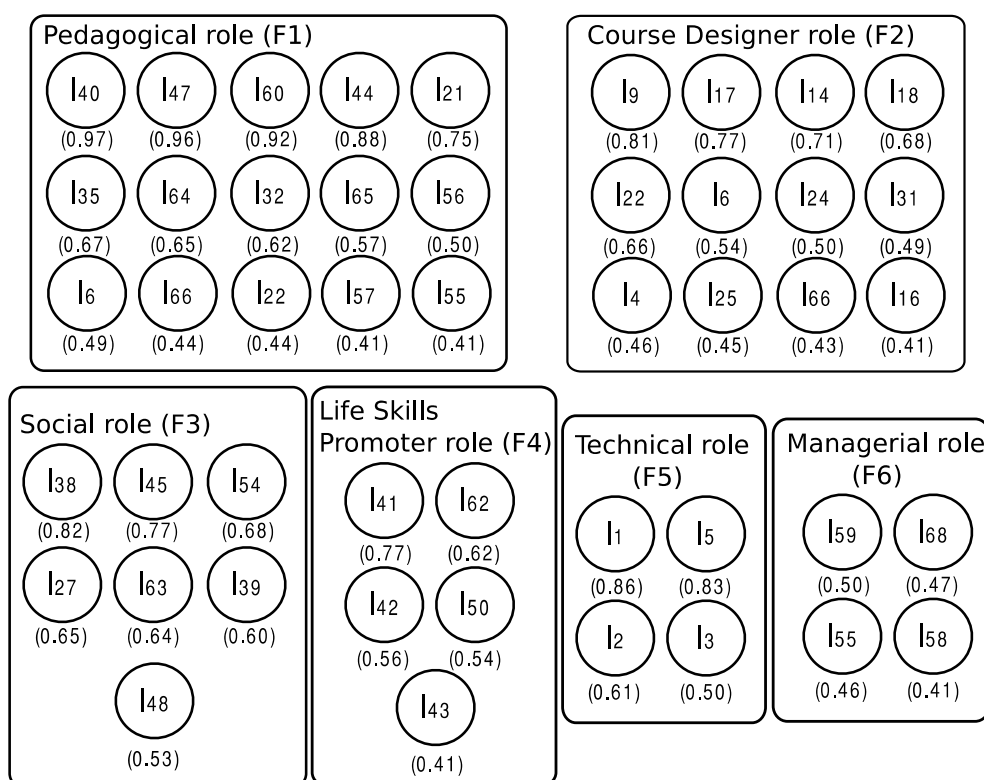 Pedagogical role (F1)
I40 I47 I60 I44 I21
(0.97) (0.96) (0.92) (0.88) (0.75)
I35 I64 I32 I65 I56
(0.67) (0.65) (0.62) (0.57) (0.50)
I6 I66 I22 I57 I55
(0.49) (0.44) (0.44) (0.41) (0.41)
Course Designer role (F2)
I9 I17 I14 I18
(0.81) (0.77) (0.71) (0.68)
I22 I6 I24 I31
(0.66) (0.54) (0.50) (0.49)
I4 I25 I66 I16
(0.46) (0.45) (0.43) (0.41)
Social role (F3)
I38 I45 I54
(0.82) (0.77) (0.68)
I27 I63 I39
(0.65) (0.64) (0.60)
I48
(0.53)
Life Skills
Promoter role (F4)
I41 I62
(0.77) (0.62)
I42 I50
(0.56) (0.54)
I43
(0.41)
Technical role
(F5)
I1 I5
(0.86) (0.83)
I2 I3
(0.61) (0.50)
Managerial role
(F6)
I59 I68
(0.50) (0.47)
I55 I58
(0.46) (0.41)